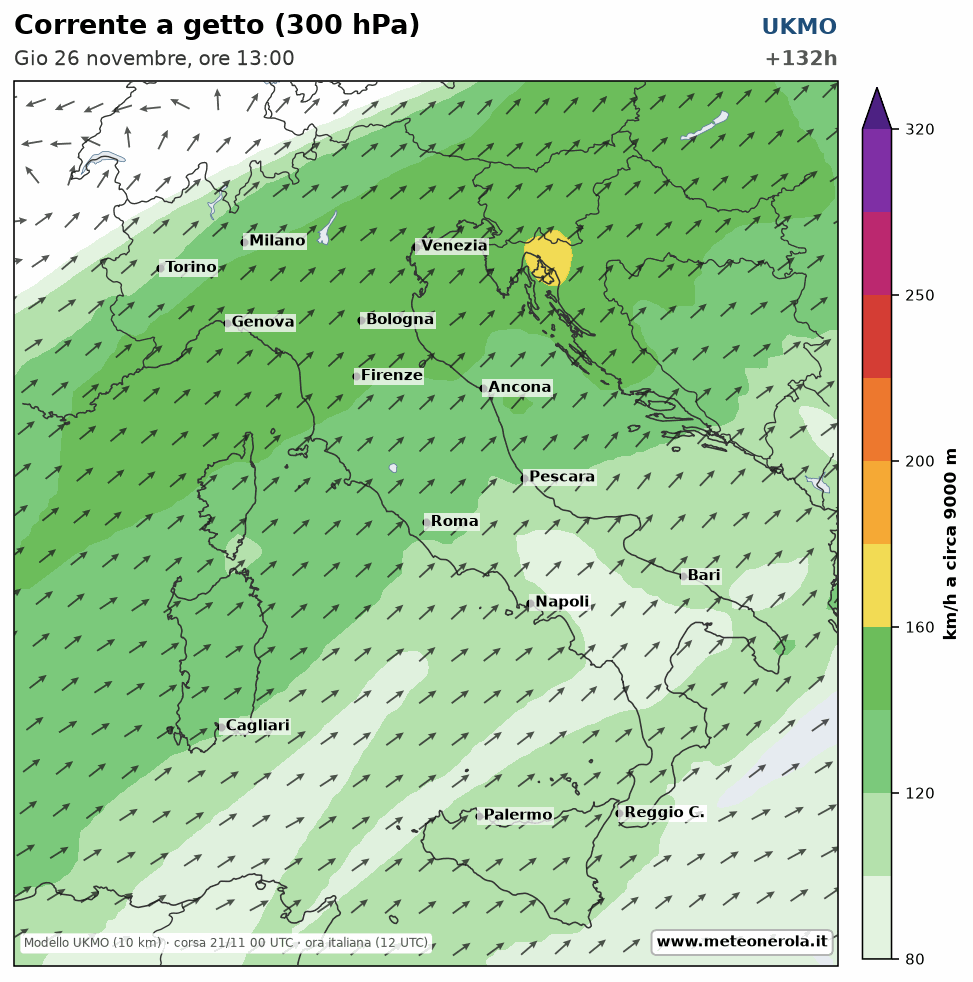 Corrente a getto (300 hPa)
UKMO
Gio 26 novembre, ore 13:00
+132h
Milano
Venezia
Torino
Genova
Bologna
Firenze
Ancona
Pescara
Roma
Bari
Napoli
Cagliari
Palermo
Reggio C.
320
250
200
160
120
80
km/h a circa 9000 m
Modello UKMO (10 km) · corsa 21/11 00 UTC · ora italiana (12 UTC)
www.meteonerola.it